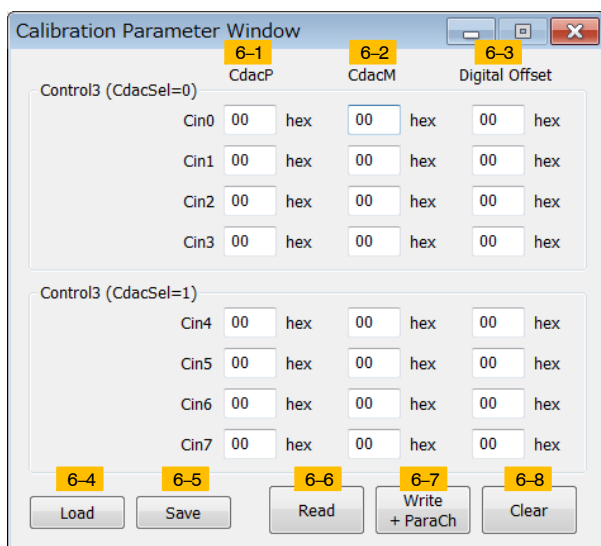 Calibration Parameter Window
6–1 6–2 6–3
CdacP CdacM Digital Offset
Control3 (CdacSel=0)
Cin0 00 hex 00 hex 00 hex
Cin1 00 hex 00 hex 00 hex
Cin2 00 hex 00 hex 00 hex
Cin3 00 hex 00 hex 00 hex
Control3 (CdacSel=1)
Cin4 00 hex 00 hex 00 hex
Cin5 00 hex 00 hex 00 hex
Cin6 00 hex 00 hex 00 hex
Cin7 00 hex 00 hex 00 hex
6–4 6–5 6–6 6–7 6–8
Load Save Read Write
+ ParaCh Clear